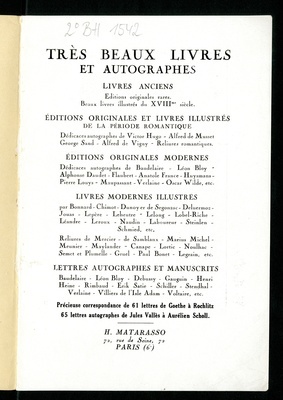 2° BH 1542
TRÈS BEAUX LIVRES
ET AUTOGRAPHES
LIVRES ANCIENS
Editions originales rares.
Beaux livres illustrés du XVIIIme siècle.
ÉDITIONS ORIGINALES ET LIVRES ILLUSTRÉS
DE LA PÉRIODE ROMANTIQUE
Dédicaces autographes de Victor Hugo - Alfred de Musset
George Sand - Alfred de Vigny - Reliures romantiques.
ÉDITIONS ORIGINALES MODERNES
Dédicaces autographes de Baudelaire - Léon Bloy -
Alphonse Daudet - Flaubert - Anatole France - Huysmans -
Pierre Louys - Maupassant - Verlaine - Oscar Wilde, etc.
LIVRES MODERNES ILLUSTRÉS
par Bonnard - Chimot - Dunoyer de Segonzac - Deluermoz -
Jouas - Lepère - Leheutre - Lelong - Lobel-Riche -
Léandre - Leroux - Naudin - Laboureur - Steinlen -
Schmied, etc.
Reliures de Mercier - de Samblanx - Marius Michel -
Meunier - Maylander - Canape - Lortic - Noulhac -
Semet et Plumelle - Gruel - Paul Bonet - Legrain, etc.
LETTRES AUTOGRAPHES ET MANUSCRITS
Baudelaire - Léon Bloy - Debussy - Gauguin - Henri
Heine - Rimbaud - Erik Satie - Schiller - Stendhal -
Verlaine - Villiers de l'Isle Adam - Voltaire, etc.
Précieuse correspondance de 61 lettres de Goethe à Rochlitz
65 lettres autographes de Jules Vallès à Aurélien Scholl.
H. MATARASSO
72, rue de Seine, 72
PARIS (6e)